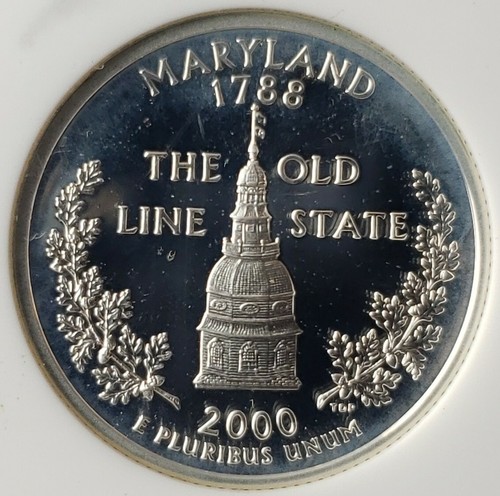 MARYLAND
1788
THE OLD
LINE STATE
2000
TDP
E PLURIBUS UNUM